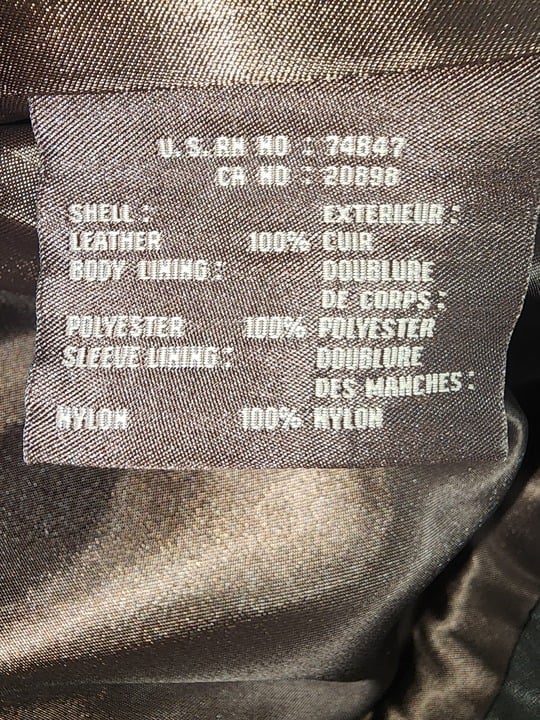 U.S.RN NO : 74847
CA NO : 20898
SHELL : EXTERIEUR :
LEATHER 100% CUIR
BODY LINING : DOUBLURE
DE CORPS :
POLYESTER 100% POLYESTER
SLEEVE LINING : DOUBLURE
DES MANCHES :
NYLON 100% NYLON